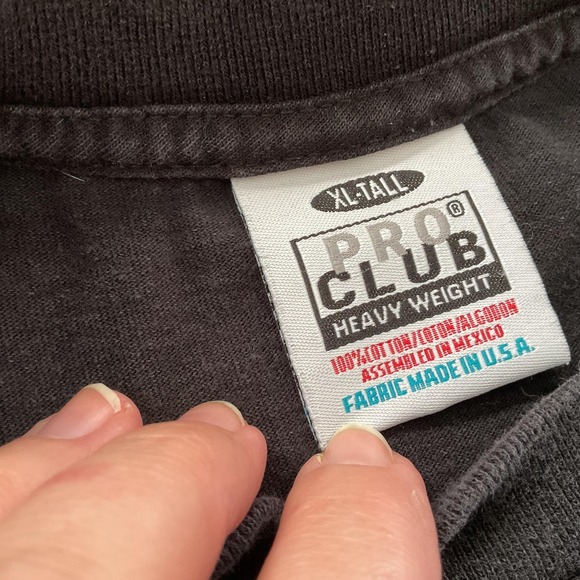 XL-TALL
PRO®
CLUB
HEAVY WEIGHT
100%COTTON/COTON/ALGODON
ASSEMBLED IN MEXICO
FABRIC MADE IN U.S.A.